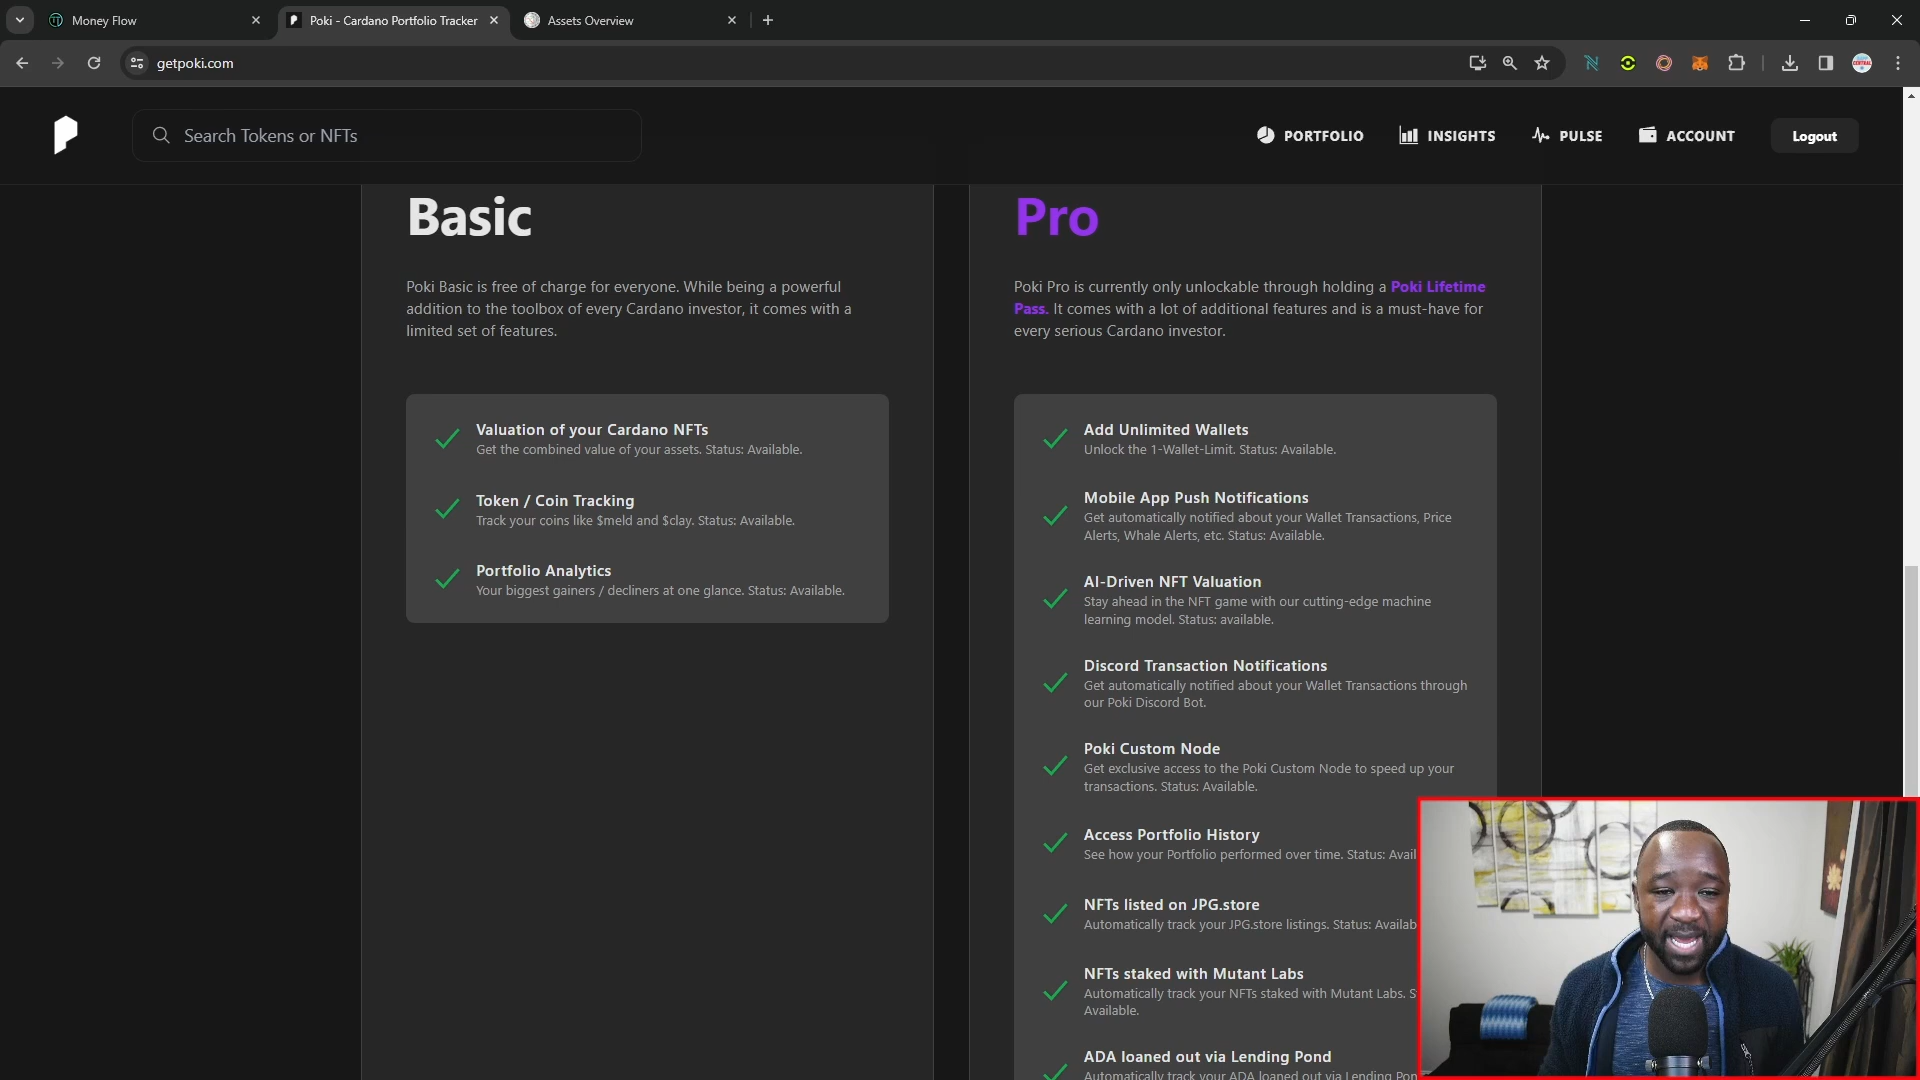 Money Flow
Poki - Cardano Portfolio Tracker
Assets Overview
getpoki.com
Search Tokens or NFTs
PORTFOLIO
INSIGHTS
PULSE
ACCOUNT
Logout
Basic
Poki Basic is free of charge for everyone. While being a powerful
addition to the toolbox of every Cardano investor, it comes with a
limited set of features.
Valuation of your Cardano NFTs
Get the combined value of your assets. Status: Available.
Token / Coin Tracking
Track your coins like $meld and $clay. Status: Available.
Portfolio Analytics
Your biggest gainers / decliners at one glance. Status: Available.
Pro
Poki Pro is currently only unlockable through holding a Poki Lifetime
Pass. It comes with a lot of additional features and is a must-have for
every serious Cardano investor.
Add Unlimited Wallets
Unlock the 1-Wallet-Limit. Status: Available.
Mobile App Push Notifications
Get automatically notified about your Wallet Transactions, Price
Alerts, Whale Alerts, etc. Status: Available.
AI-Driven NFT Valuation
Stay ahead in the NFT game with our cutting-edge machine
learning model. Status: available.
Discord Transaction Notifications
Get automatically notified about your Wallet Transactions through
our Poki Discord Bot.
Poki Custom Node
Get exclusive access to the Poki Custom Node to speed up your
transactions. Status: Available.
Access Portfolio History
See how your Portfolio performed over time. Status: Avail
NFTs listed on JPG.store
Automatically track your JPG.store listings. Status: Availab
NFTs staked with Mutant Labs
Automatically track your NFTs staked with Mutant Labs. S
Available.
ADA loaned out via Lending Pond
Automatically track your ADA loaned out via Lending Pon